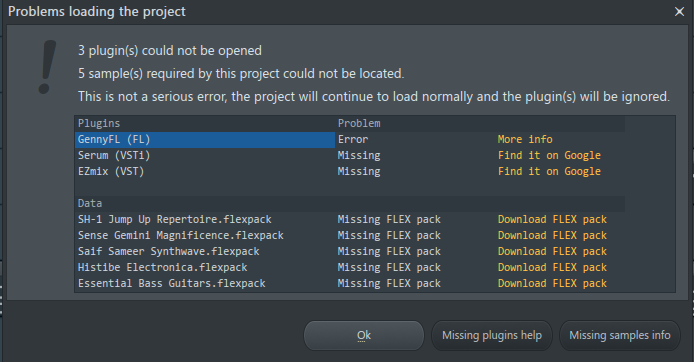 Problems loading the project
3 plugin(s) could not be opened
5 sample(s) required by this project could not be located.
This is not a serious error, the project will continue to load normally and the plugin(s) will be ignored.
Plugins Problem
GennyFL (FL) Error More info
Serum (VSTi) Missing Find it on Google
EZmix (VST) Missing Find it on Google
Data
SH-1 Jump Up Repertoire.flexpack Missing FLEX pack Download FLEX pack
Sense Gemini Magnificence.flexpack Missing FLEX pack Download FLEX pack
Saif Sameer Synthwave.flexpack Missing FLEX pack Download FLEX pack
Histibe Electronica.flexpack Missing FLEX pack Download FLEX pack
Essential Bass Guitars.flexpack Missing FLEX pack Download FLEX pack
Ok Missing plugins help Missing samples info